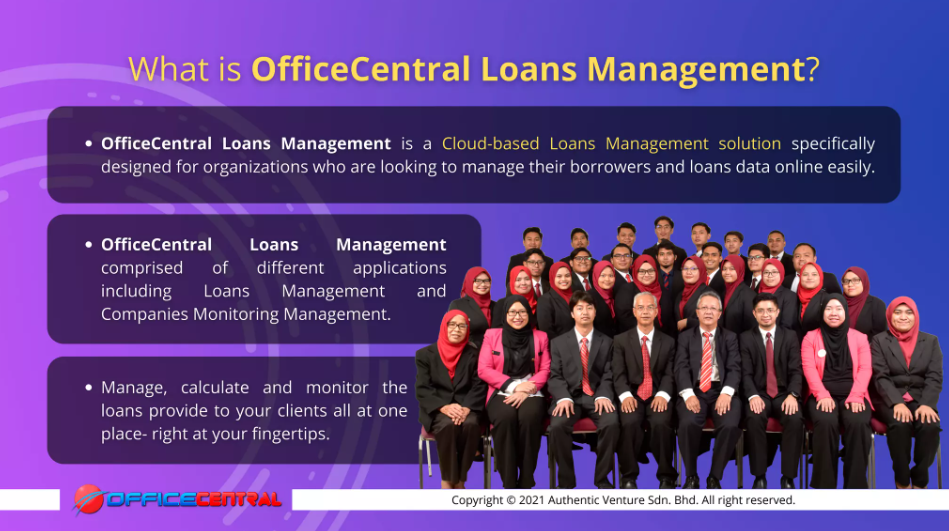 What is OfficeCentral Loans Management?
• OfficeCentral Loans Management is a Cloud-based Loans Management solution specifically
designed for organizations who are looking to manage their borrowers and loans data online easily.
• OfficeCentral Loans Management
comprised of different applications
including Loans Management and
Companies Monitoring Management.
• Manage, calculate and monitor the
loans provide to your clients all at one
place- right at your fingertips.
OFFICECENTRAL
Copyright © 2021 Authentic Venture Sdn. Bhd. All right reserved.